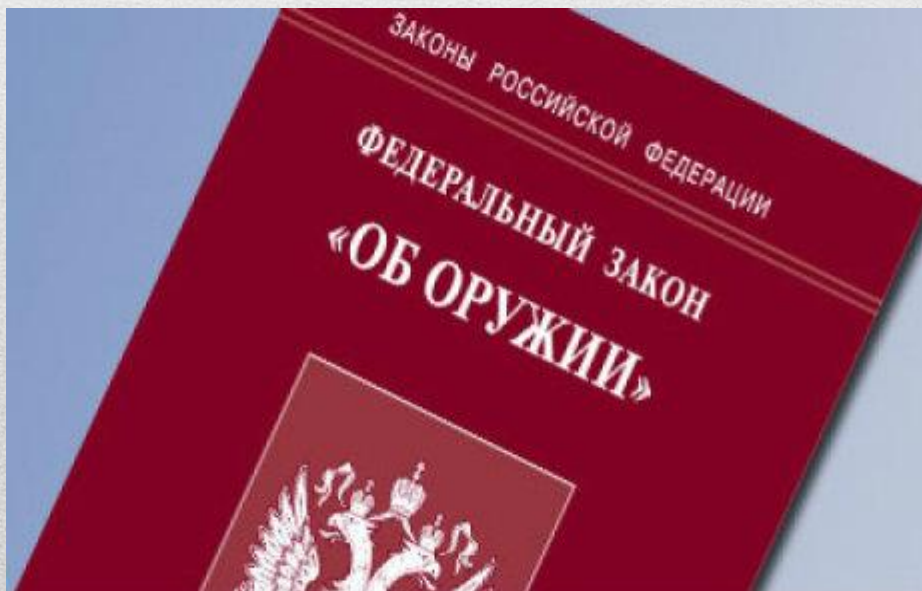 ЗАКОНЫ РОССИЙСКОЙ ФЕДЕРАЦИИ
ФЕДЕРАЛЬНЫЙ ЗАКОН
«ОБ ОРУЖИИ»